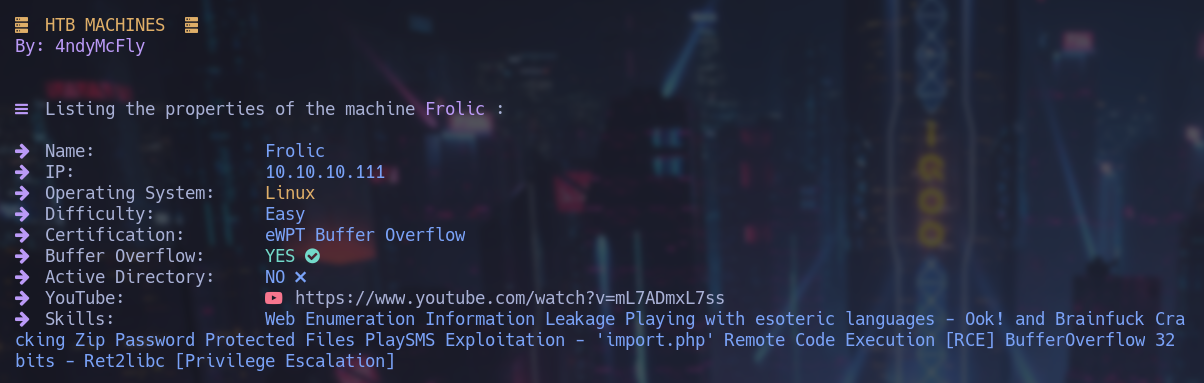 HTB MACHINES
By: 4ndyMcFly
Listing the properties of the machine Frolic :
Name: Frolic
IP: 10.10.10.111
Operating System: Linux
Difficulty: Easy
Certification: eWPT Buffer Overflow
Buffer Overflow: YES
Active Directory: NO
YouTube: https://www.youtube.com/watch?v=mL7ADmxL7ss
Skills: Web Enumeration Information Leakage Playing with esoteric languages - Ook! and Brainfuck Cra
cking Zip Password Protected Files PlaySMS Exploitation - 'import.php' Remote Code Execution [RCE] BufferOverflow 32
bits - Ret2libc [Privilege Escalation]